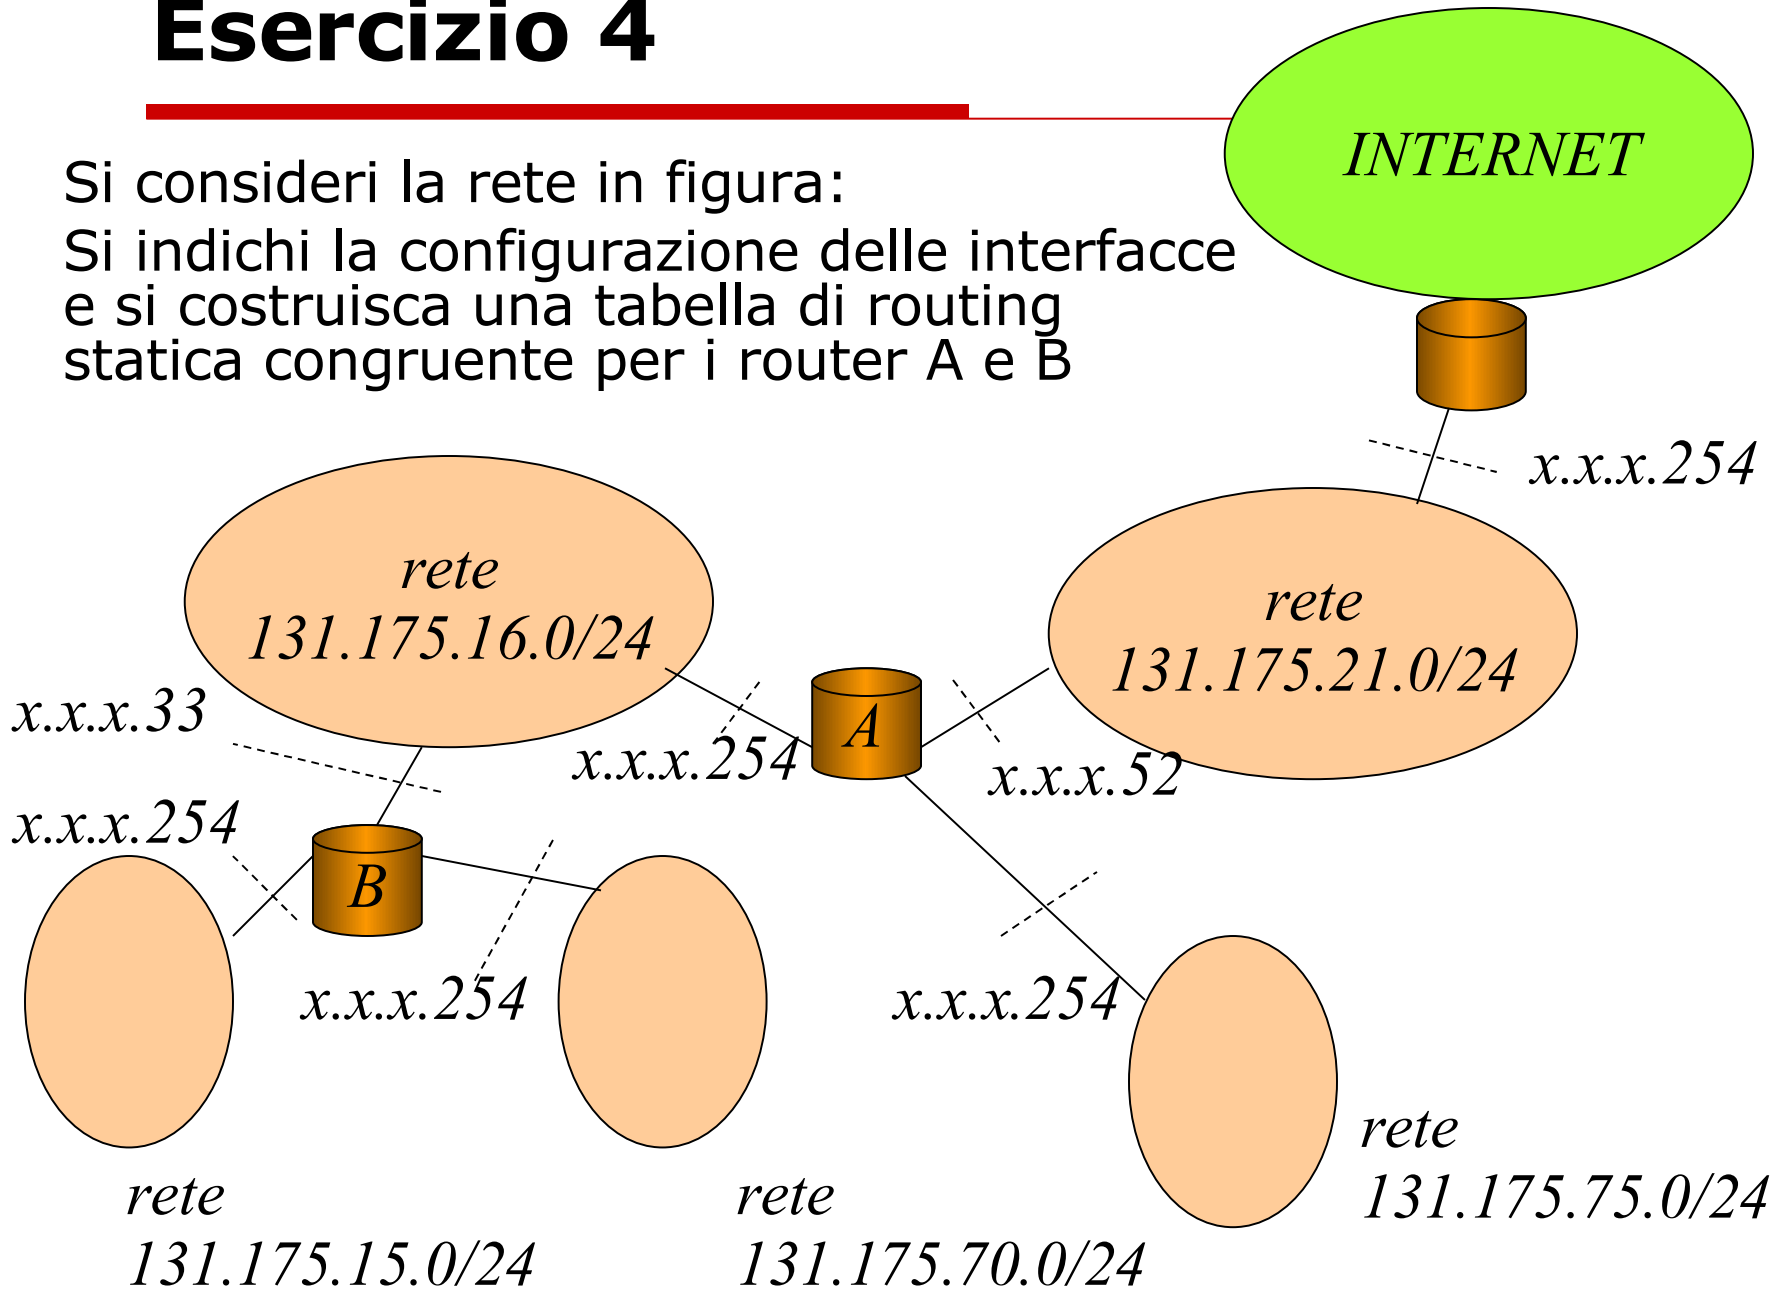 Esercizio 4
INTERNET
Si consideri la rete in figura:
Si indichi la configurazione delle interfacce
e si costruisca una tabella di routing
statica congruente per i router A e B
x.x.x.254
rete
131.175.16.0/24
rete
131.175.21.0/24
x.x.x.33
x.x.x.254
A
x.x.x.52
x.x.x.254
B
x.x.x.254
x.x.x.254
rete
131.175.75.0/24
rete
131.175.15.0/24
rete
131.175.70.0/24